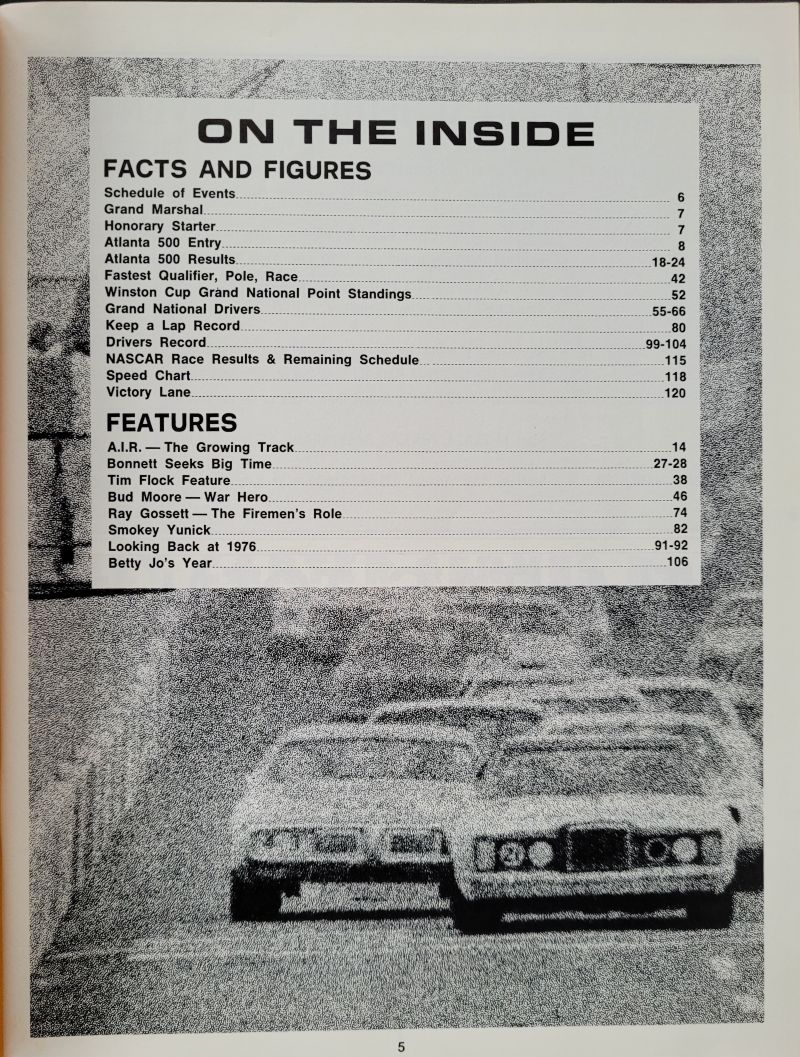 ON THE INSIDE
FACTS AND FIGURES
Schedule of Events 6
Grand Marshal 7
Honorary Starter 7
Atlanta 500 Entry 8
Atlanta 500 Results 18-24
Fastest Qualifier, Pole, Race 42
Winston Cup Grand National Point Standings 52
Grand National Drivers 55-66
Keep a Lap Record 80
Drivers Record 99-104
NASCAR Race Results & Remaining Schedule 115
Speed Chart 118
Victory Lane 120
FEATURES
A.I.R. — The Growing Track 14
Bonnett Seeks Big Time 27-28
Tim Flock Feature 38
Bud Moore — War Hero 46
Ray Gossett — The Firemen's Role 74
Smokey Yunick 82
Looking Back at 1976 91-92
Betty Jo's Year 106
21
5